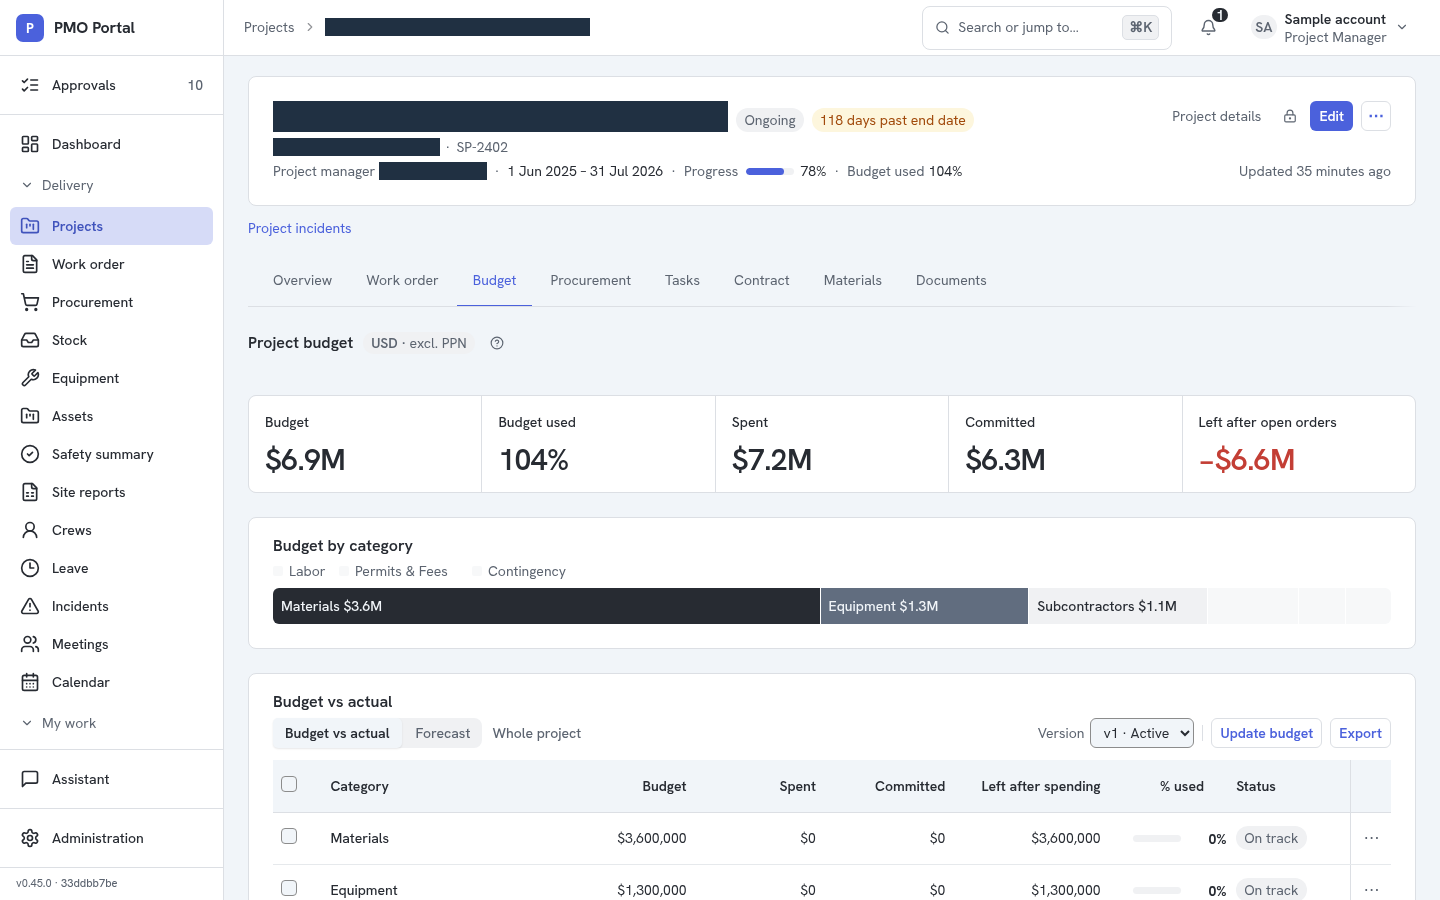 P PMO Portal
Projects
Search or jump to... ⌘K
1
SA Sample account
Project Manager
Approvals 10
Dashboard
Delivery
Projects
Work order
Procurement
Stock
Equipment
Assets
Safety summary
Site reports
Crews
Leave
Incidents
Meetings
Calendar
My work
Assistant
Administration
v0.45.0 · 33ddbb7be
Ongoing 118 days past end date
Project details Edit
· SP-2402
Project manager · 1 Jun 2025 – 31 Jul 2026 · Progress 78% · Budget used 104%
Updated 35 minutes ago
Project incidents
Overview Work order Budget Procurement Tasks Contract Materials Documents
Project budget USD · excl. PPN
Budget Budget used Spent Committed Left after open orders
$6.9M 104% $7.2M $6.3M −$6.6M
Budget by category
Labor Permits & Fees Contingency
Materials $3.6M Equipment $1.3M Subcontractors $1.1M
Budget vs actual
Budget vs actual Forecast Whole project Version v1 · Active Update budget Export
Category Budget Spent Committed Left after spending % used Status
Materials $3,600,000 $0 $0 $3,600,000 0% On track
Equipment $1,300,000 $0 $0 $1,300,000 0% On track